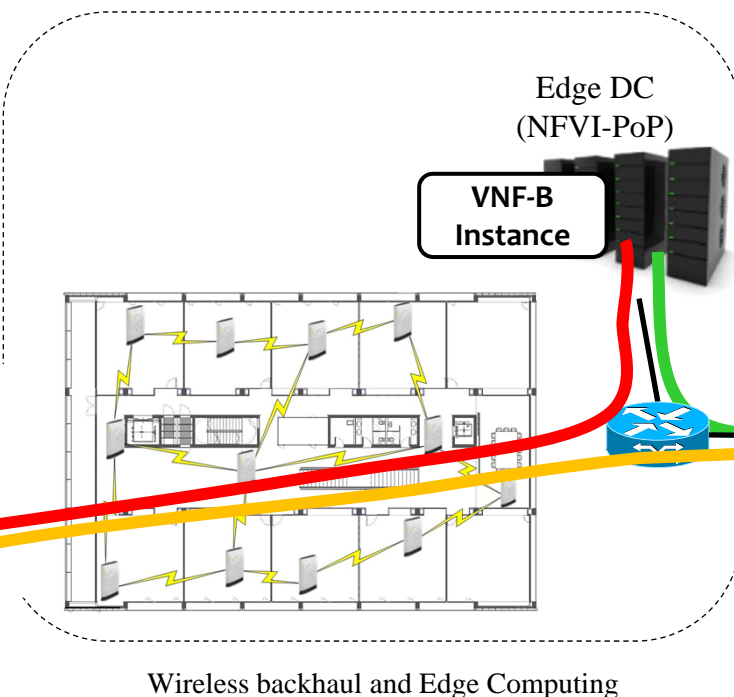 Edge DC
(NFVI-PoP)
VNF-B
Instance
Wireless backhaul and Edge Computing